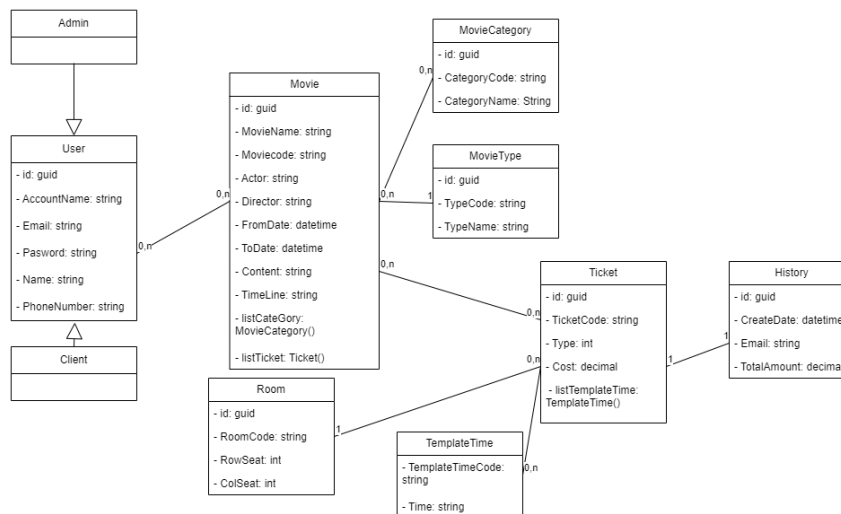 Admin
User
- id: guid
- AccountName: string
- Email: string
- Pasword: string
- Name: string
- PhoneNumber: string
Client
0,n
0,n
Movie
- id: guid
- MovieName: string
- Moviecode: string
- Actor: string
- Director: string
- FromDate: datetime
- ToDate: datetime
- Content: string
- TimeLine: string
- listCateGory:
MovieCategory()
- listTicket: Ticket()
0,n
0,n
1
0,n
MovieCategory
- id: guid
- CategoryCode: string
- CategoryName: String
MovieType
- id: guid
- TypeCode: string
- TypeName: string
Ticket
- id: guid
- TicketCode: string
- Type: int
- Cost: decimal
- listTemplateTime:
TemplateTime()
0,n
0,n
1
1
History
- id: guid
- CreateDate: datetime
- Email: string
- TotalAmount: decimal
Room
- id: guid
- RoomCode: string
- RowSeat: int
- ColSeat: int
1
TemplateTime
- TemplateTimeCode:
string
- Time: string
0,n